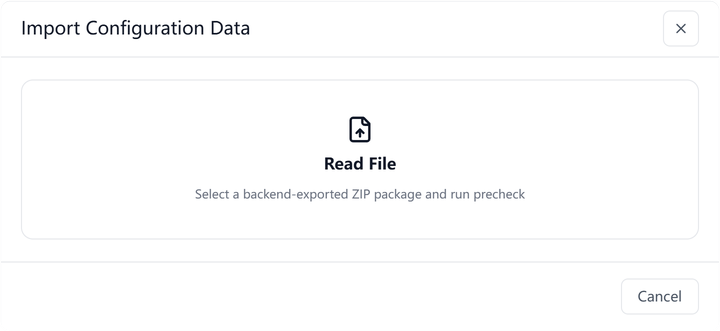 Import Configuration Data
Read File
Select a backend-exported ZIP package and run precheck
Cancel